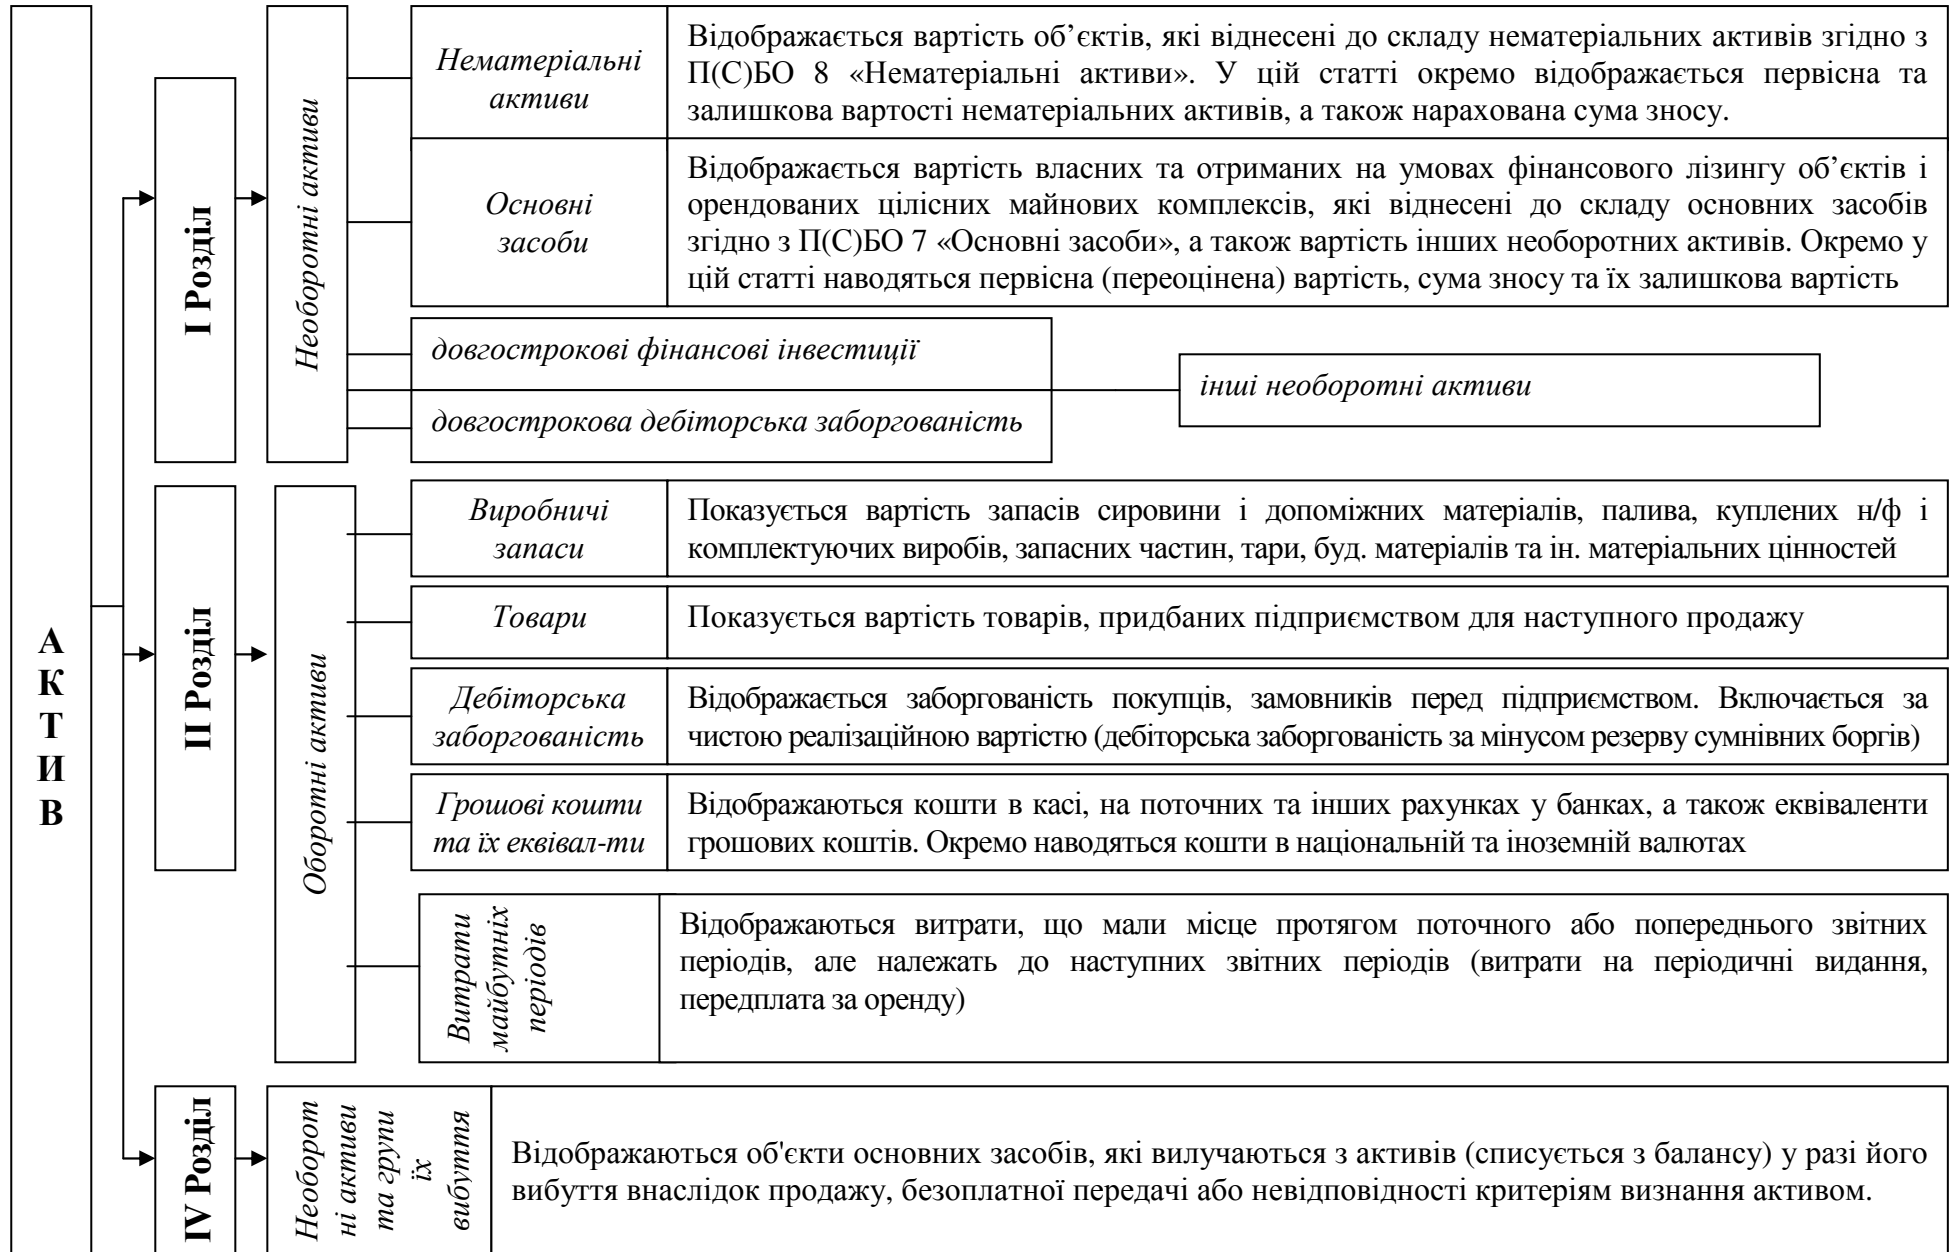 АКТИВ
I Розділ
Необоротні активи
Нематеріальні
активи
Відображається вартість об’єктів, які віднесені до складу нематеріальних активів згідно з
П(С)БО 8 «Нематеріальні активи». У цій статті окремо відображається первісна та
залишкова вартості нематеріальних активів, а також нарахована сума зносу.
Основні
засоби
Відображається вартість власних та отриманих на умовах фінансового лізингу об’єктів і
орендованих цілісних майнових комплексів, які віднесені до складу основних засобів
згідно з П(С)БО 7 «Основні засоби», а також вартість інших необоротних активів. Окремо у
цій статті наводяться первісна (переоцінена) вартість, сума зносу та їх залишкова вартість
довгострокові фінансові інвестиції
інші необоротні активи
довгострокова дебіторська заборгованість
II Розділ
Оборотні активи
Виробничі
запаси
Показується вартість запасів сировини і допоміжних матеріалів, палива, куплених н/ф і
комплектуючих виробів, запасних частин, тари, буд. матеріалів та ін. матеріальних цінностей
Товари
Показується вартість товарів, придбаних підприємством для наступного продажу
Дебіторська
заборгованість
Відображається заборгованість покупців, замовників перед підприємством. Включається за
чистою реалізаційною вартістю (дебіторська заборгованість за мінусом резерву сумнівних боргів)
Грошові кошти
та їх еквівал-ти
Відображаються кошти в касі, на поточних та інших рахунках у банках, а також еквіваленти
грошових коштів. Окремо наводяться кошти в національній та іноземній валютах
Витрати
майбутніх
періодів
Відображаються витрати, що мали місце протягом поточного або попереднього звітних
періодів, але належать до наступних звітних періодів (витрати на періодичні видання,
передплата за оренду)
IV Розділ
Необорот
ні активи
та групи
їх
вибуття
Відображаються об'єкти основних засобів, які вилучаються з активів (списується з балансу) у разі його
вибуття внаслідок продажу, безоплатної передачі або невідповідності критеріям визнання активом.